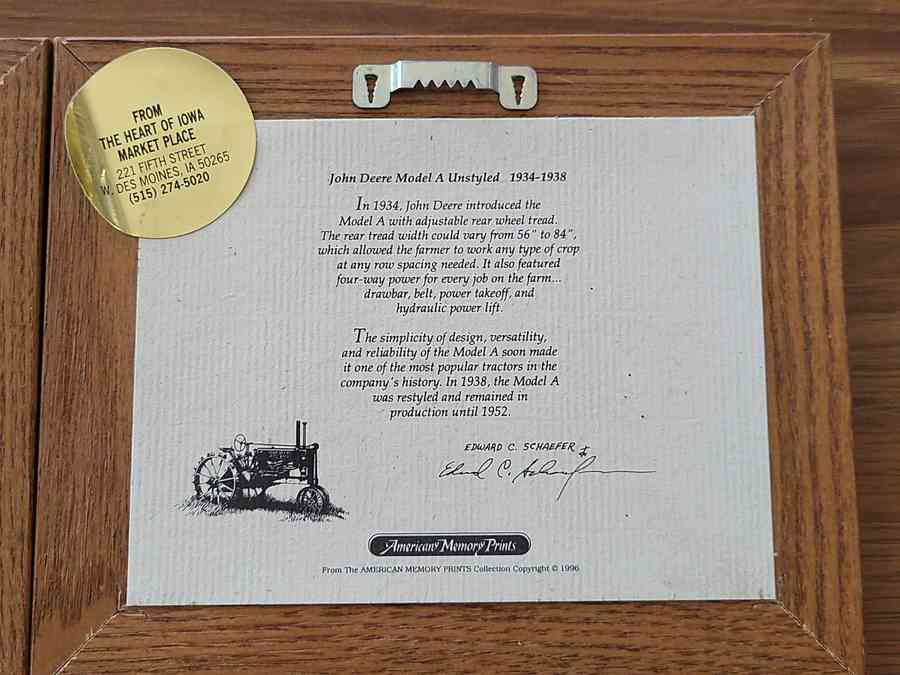 FROM
THE HEART OF IOWA
MARKET PLACE
221 FIFTH STREET
W. DES MOINES, IA 50265
(515) 274-5020
John Deere Model A Unstyled 1934-1938
In 1934, John Deere introduced the
Model A with adjustable rear wheel tread.
The rear tread width could vary from 56" to 84",
which allowed the farmer to work any type of crop
at any row spacing needed. It also featured
four-way power for every job on the farm...
drawbar, belt, power takeoff, and
hydraulic power lift.
The simplicity of design, versatility,
and reliability of the Model A soon made
it one of the most popular tractors in the
company's history. In 1938, the Model A
was restyled and remained in
production until 1952.
EDWARD C. SCHAEFER
Edward C. Schaefer
American Memory Prints
From The AMERICAN MEMORY PRINTS Collection Copyright © 1996